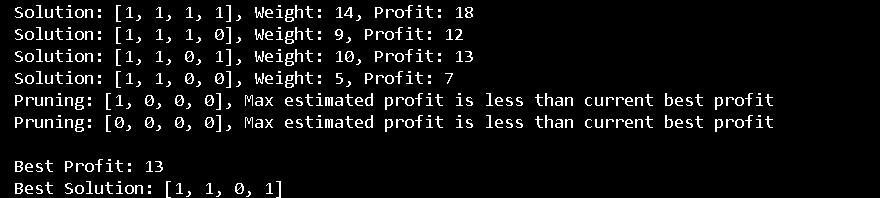 Solution: [1, 1, 1, 1], Weight: 14, Profit: 18
Solution: [1, 1, 1, 0], Weight: 9, Profit: 12
Solution: [1, 1, 0, 1], Weight: 10, Profit: 13
Solution: [1, 1, 0, 0], Weight: 5, Profit: 7
Pruning: [1, 0, 0, 0], Max estimated profit is less than current best profit
Pruning: [0, 0, 0, 0], Max estimated profit is less than current best profit
Best Profit: 13
Best Solution: [1, 1, 0, 1]